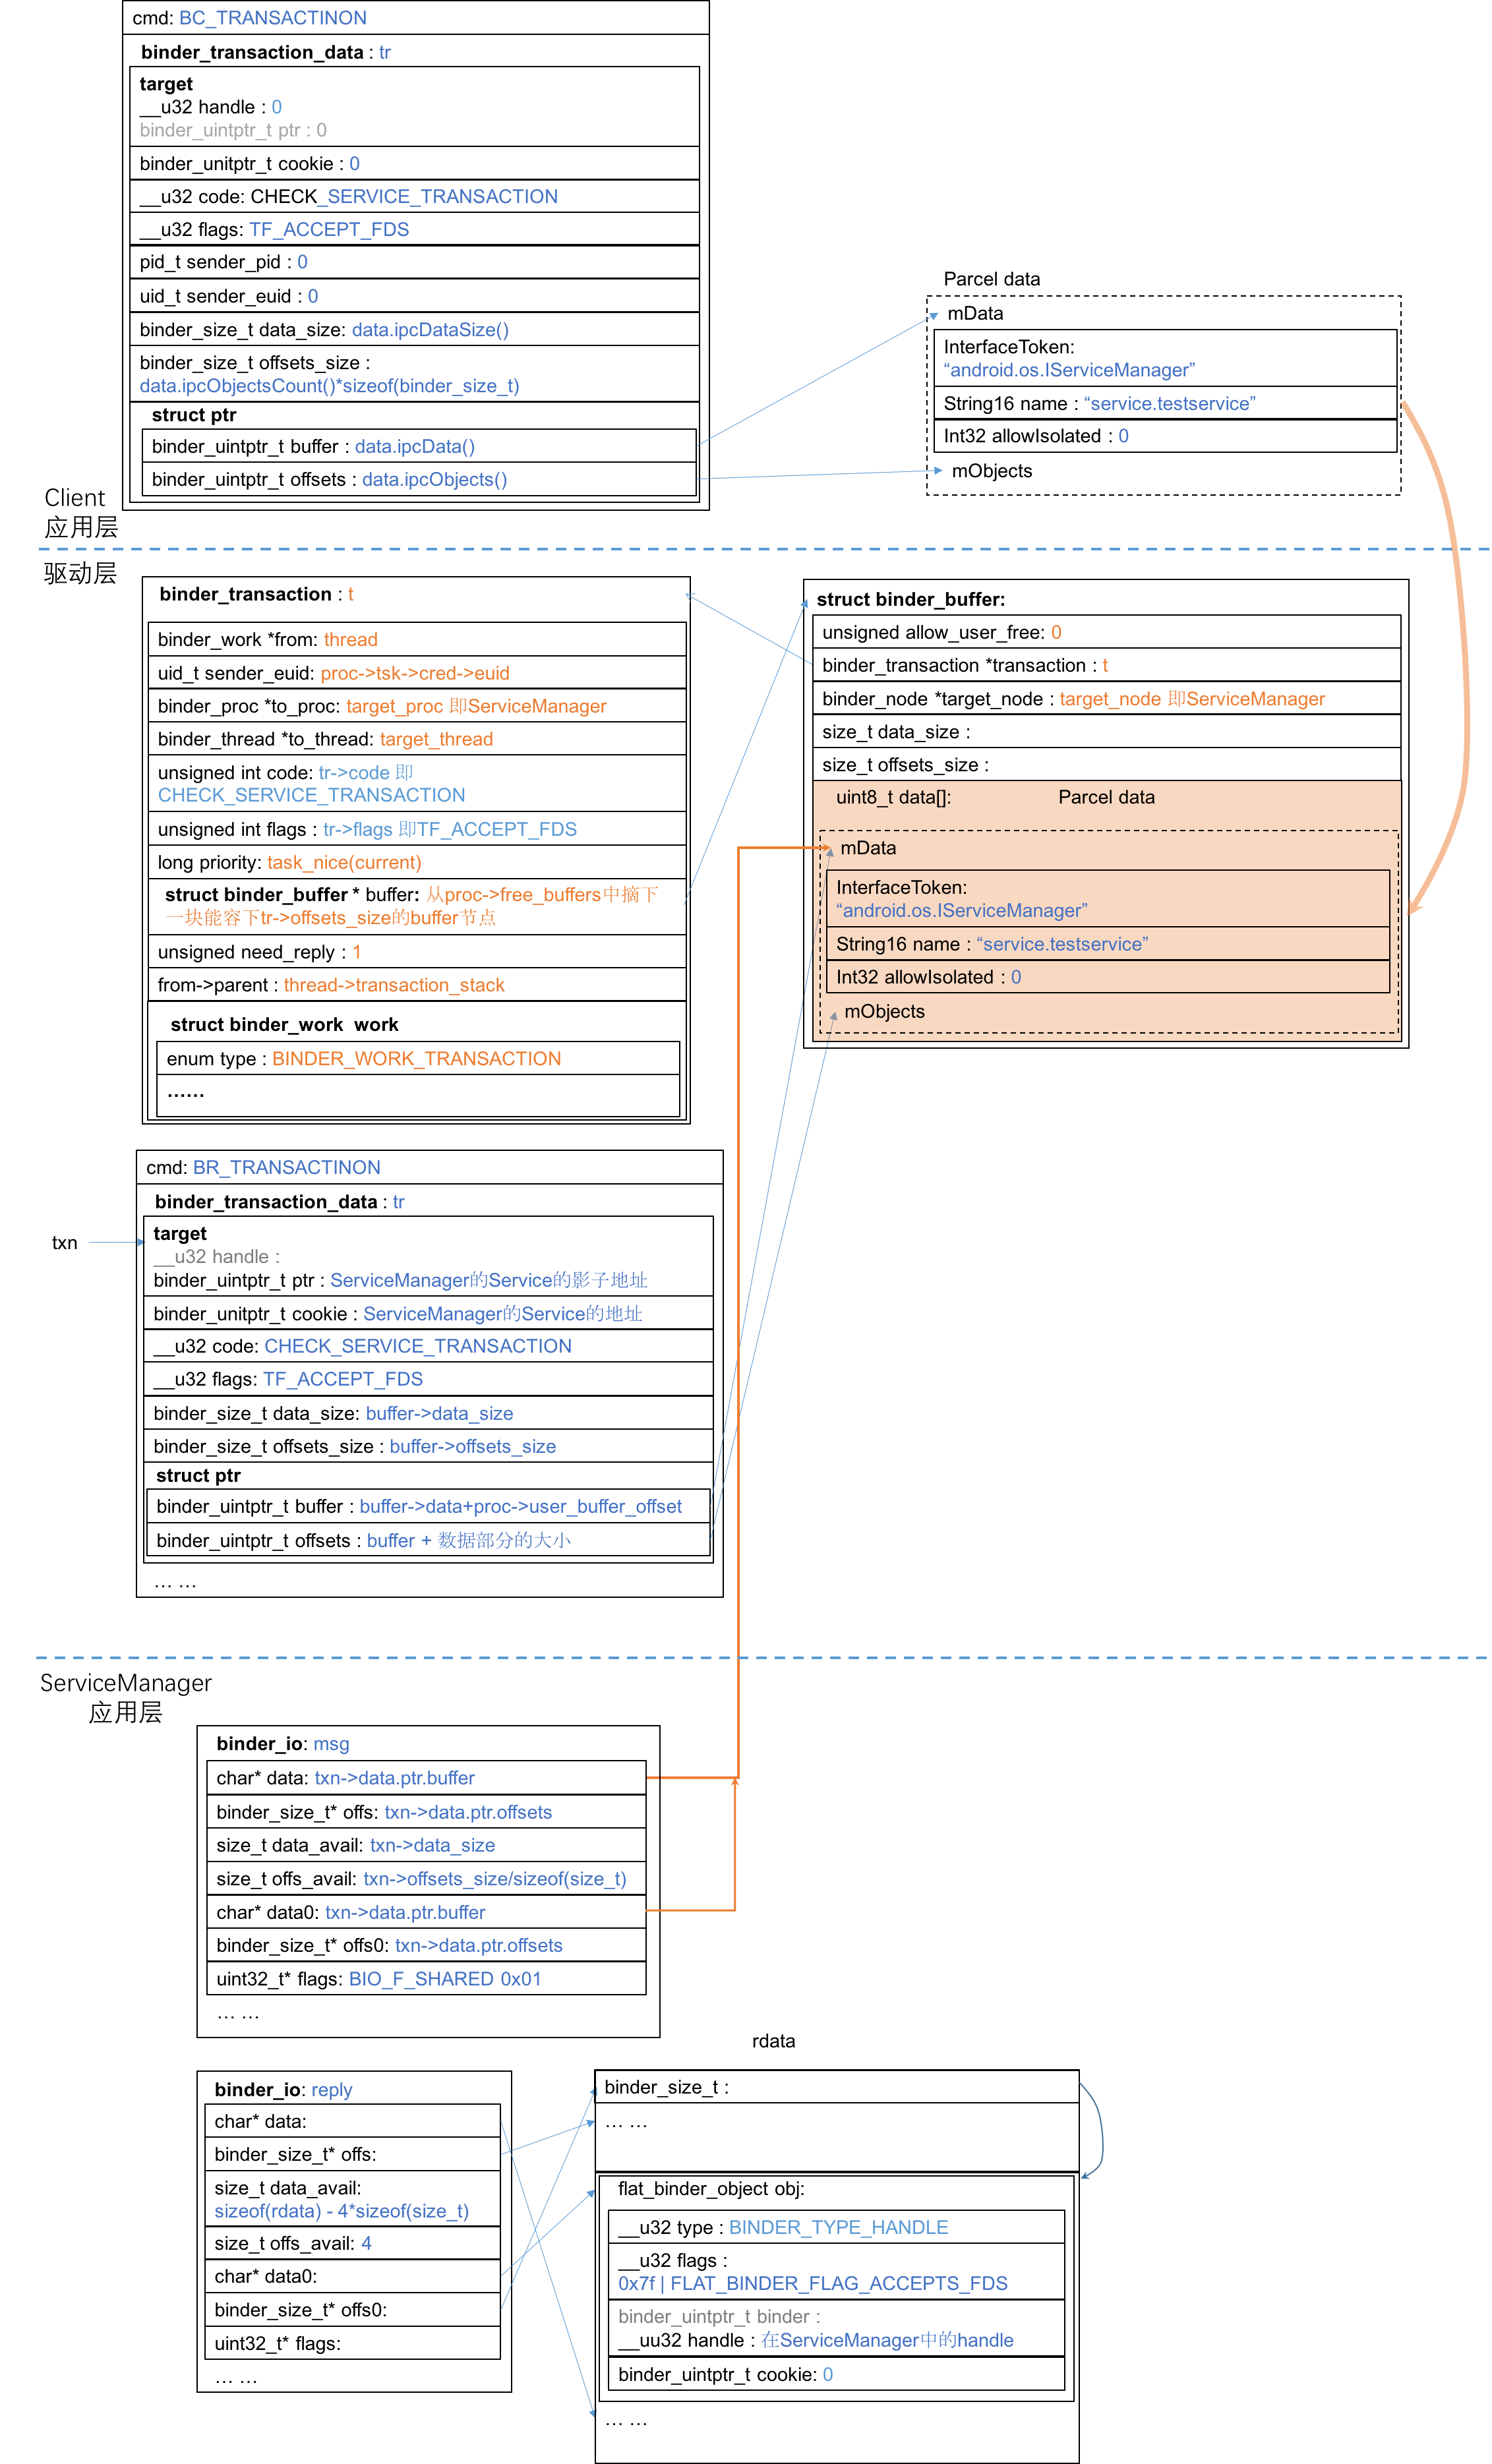 cmd: BC_TRANSACTINON
binder_transaction_data : tr
target
__u32 handle : 0
binder_uintptr_t ptr : 0
binder_unitptr_t cookie : 0
__u32 code: CHECK_SERVICE_TRANSACTION
__u32 flags: TF_ACCEPT_FDS
pid_t sender_pid : 0
uid_t sender_euid : 0
binder_size_t data_size: data.ipcDataSize()
binder_size_t offsets_size :
data.ipcObjectsCount()*sizeof(binder_size_t)
struct ptr
binder_uintptr_t buffer : data.ipcData()
binder_uintptr_t offsets : data.ipcObjects()
Parcel data
mData
InterfaceToken:
“android.os.IServiceManager”
String16 name : “service.testservice”
Int32 allowIsolated : 0
mObjects
Client
应用层
驱动层
binder_transaction : t
binder_work *from: thread
uid_t sender_euid: proc->tsk->cred->euid
binder_proc *to_proc: target_proc 即ServiceManager
binder_thread *to_thread: target_thread
unsigned int code: tr->code 即
CHECK_SERVICE_TRANSACTION
unsigned int flags : tr->flags 即TF_ACCEPT_FDS
long priority: task_nice(current)
struct binder_buffer * buffer: 从proc->free_buffers中摘下
一块能容下tr->offsets_size的buffer节点
unsigned need_reply : 1
from->parent : thread->transaction_stack
struct binder_work work
enum type : BINDER_WORK_TRANSACTION
......
struct binder_buffer:
unsigned allow_user_free: 0
binder_transaction *transaction : t
binder_node *target_node : target_node 即ServiceManager
size_t data_size :
size_t offsets_size :
uint8_t data[]: Parcel data
mData
InterfaceToken:
“android.os.IServiceManager”
String16 name : “service.testservice”
Int32 allowIsolated : 0
mObjects
cmd: BR_TRANSACTINON
binder_transaction_data : tr
txn
target
__u32 handle :
binder_uintptr_t ptr : ServiceManager的Service的影子地址
binder_unitptr_t cookie : ServiceManager的Service的地址
__u32 code: CHECK_SERVICE_TRANSACTION
__u32 flags: TF_ACCEPT_FDS
binder_size_t data_size: buffer->data_size
binder_size_t offsets_size : buffer->offsets_size
struct ptr
binder_uintptr_t buffer : buffer->data+proc->user_buffer_offset
binder_uintptr_t offsets : buffer + 数据部分的大小
... ...
ServiceManager
应用层
binder_io: msg
char* data: txn->data.ptr.buffer
binder_size_t* offs: txn->data.ptr.offsets
size_t data_avail: txn->data_size
size_t offs_avail: txn->offsets_size/sizeof(size_t)
char* data0: txn->data.ptr.buffer
binder_size_t* offs0: txn->data.ptr.offsets
uint32_t* flags: BIO_F_SHARED 0x01
... ...
binder_io: reply
char* data:
binder_size_t* offs:
size_t data_avail:
sizeof(rdata) - 4*sizeof(size_t)
size_t offs_avail: 4
char* data0:
binder_size_t* offs0:
uint32_t* flags:
... ...
rdata
binder_size_t :
... ...
flat_binder_object obj:
__u32 type : BINDER_TYPE_HANDLE
__u32 flags :
0x7f | FLAT_BINDER_FLAG_ACCEPTS_FDS
binder_uintptr_t binder :
__uu32 handle : 在ServiceManager中的handle
binder_uintptr_t cookie: 0
... ...